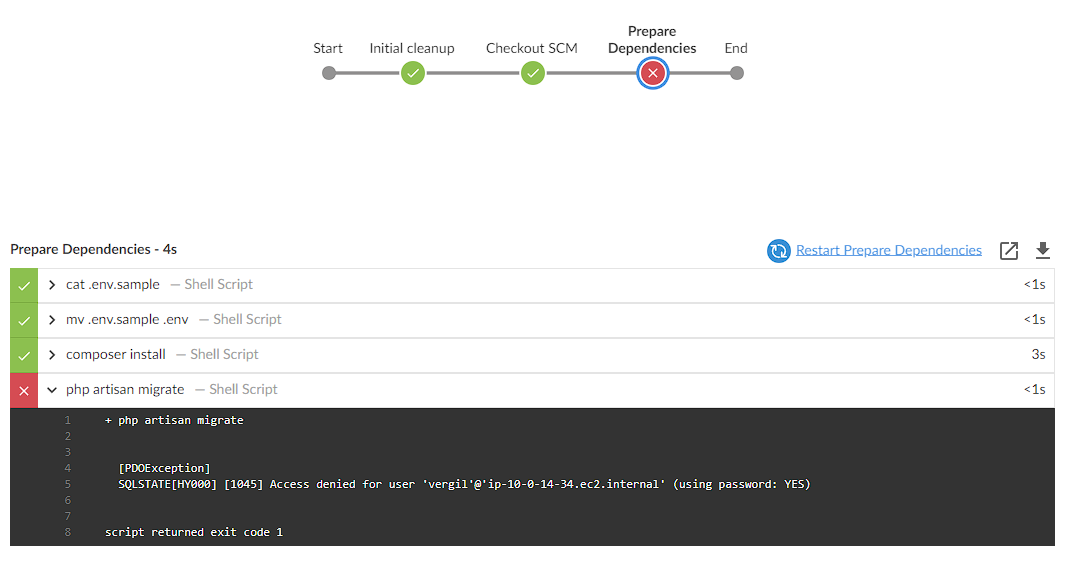 Start
Initial cleanup
Checkout SCM
Prepare
Dependencies
End
Prepare Dependencies - 4s
Restart Prepare Dependencies
cat .env.sample — Shell Script <1s
mv .env.sample .env — Shell Script <1s
composer install — Shell Script 3s
php artisan migrate — Shell Script <1s
1 + php artisan migrate
2
3
4 [PDOException]
5 SQLSTATE[HY000] [1045] Access denied for user 'vergil'@'ip-10-0-14-34.ec2.internal' (using password: YES)
6
7
8 script returned exit code 1